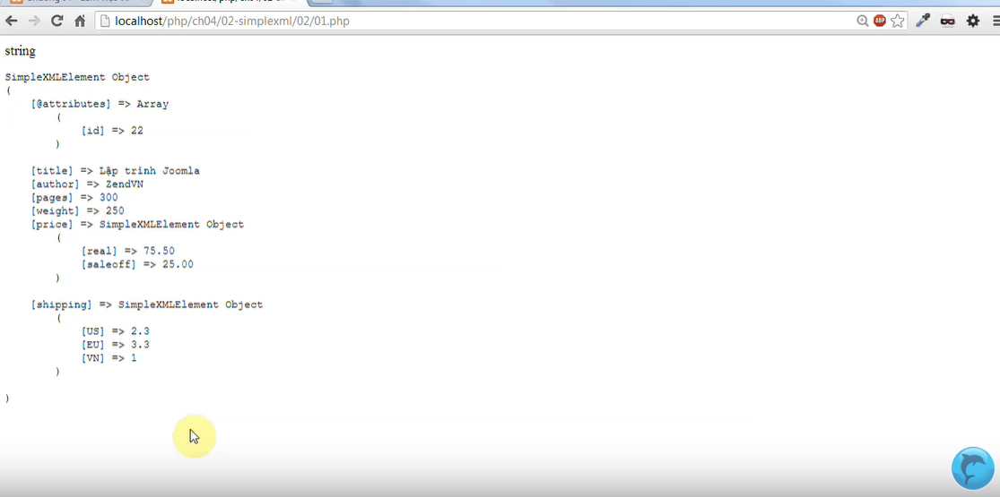 localhost/php/ch04/02-simplexml/02/01.php
ABP
string
SimpleXMLElement Object
(
[@attributes] => Array
(
[id] => 22
)
[title] => Lập trình Joomla
[author] => ZendVN
[pages] => 300
[weight] => 250
[price] => SimpleXMLElement Object
(
[real] => 75.50
[saleoff] => 25.00
)
[shipping] => SimpleXMLElement Object
(
[US] => 2.3
[EU] => 3.3
[VN] => 1
)
)